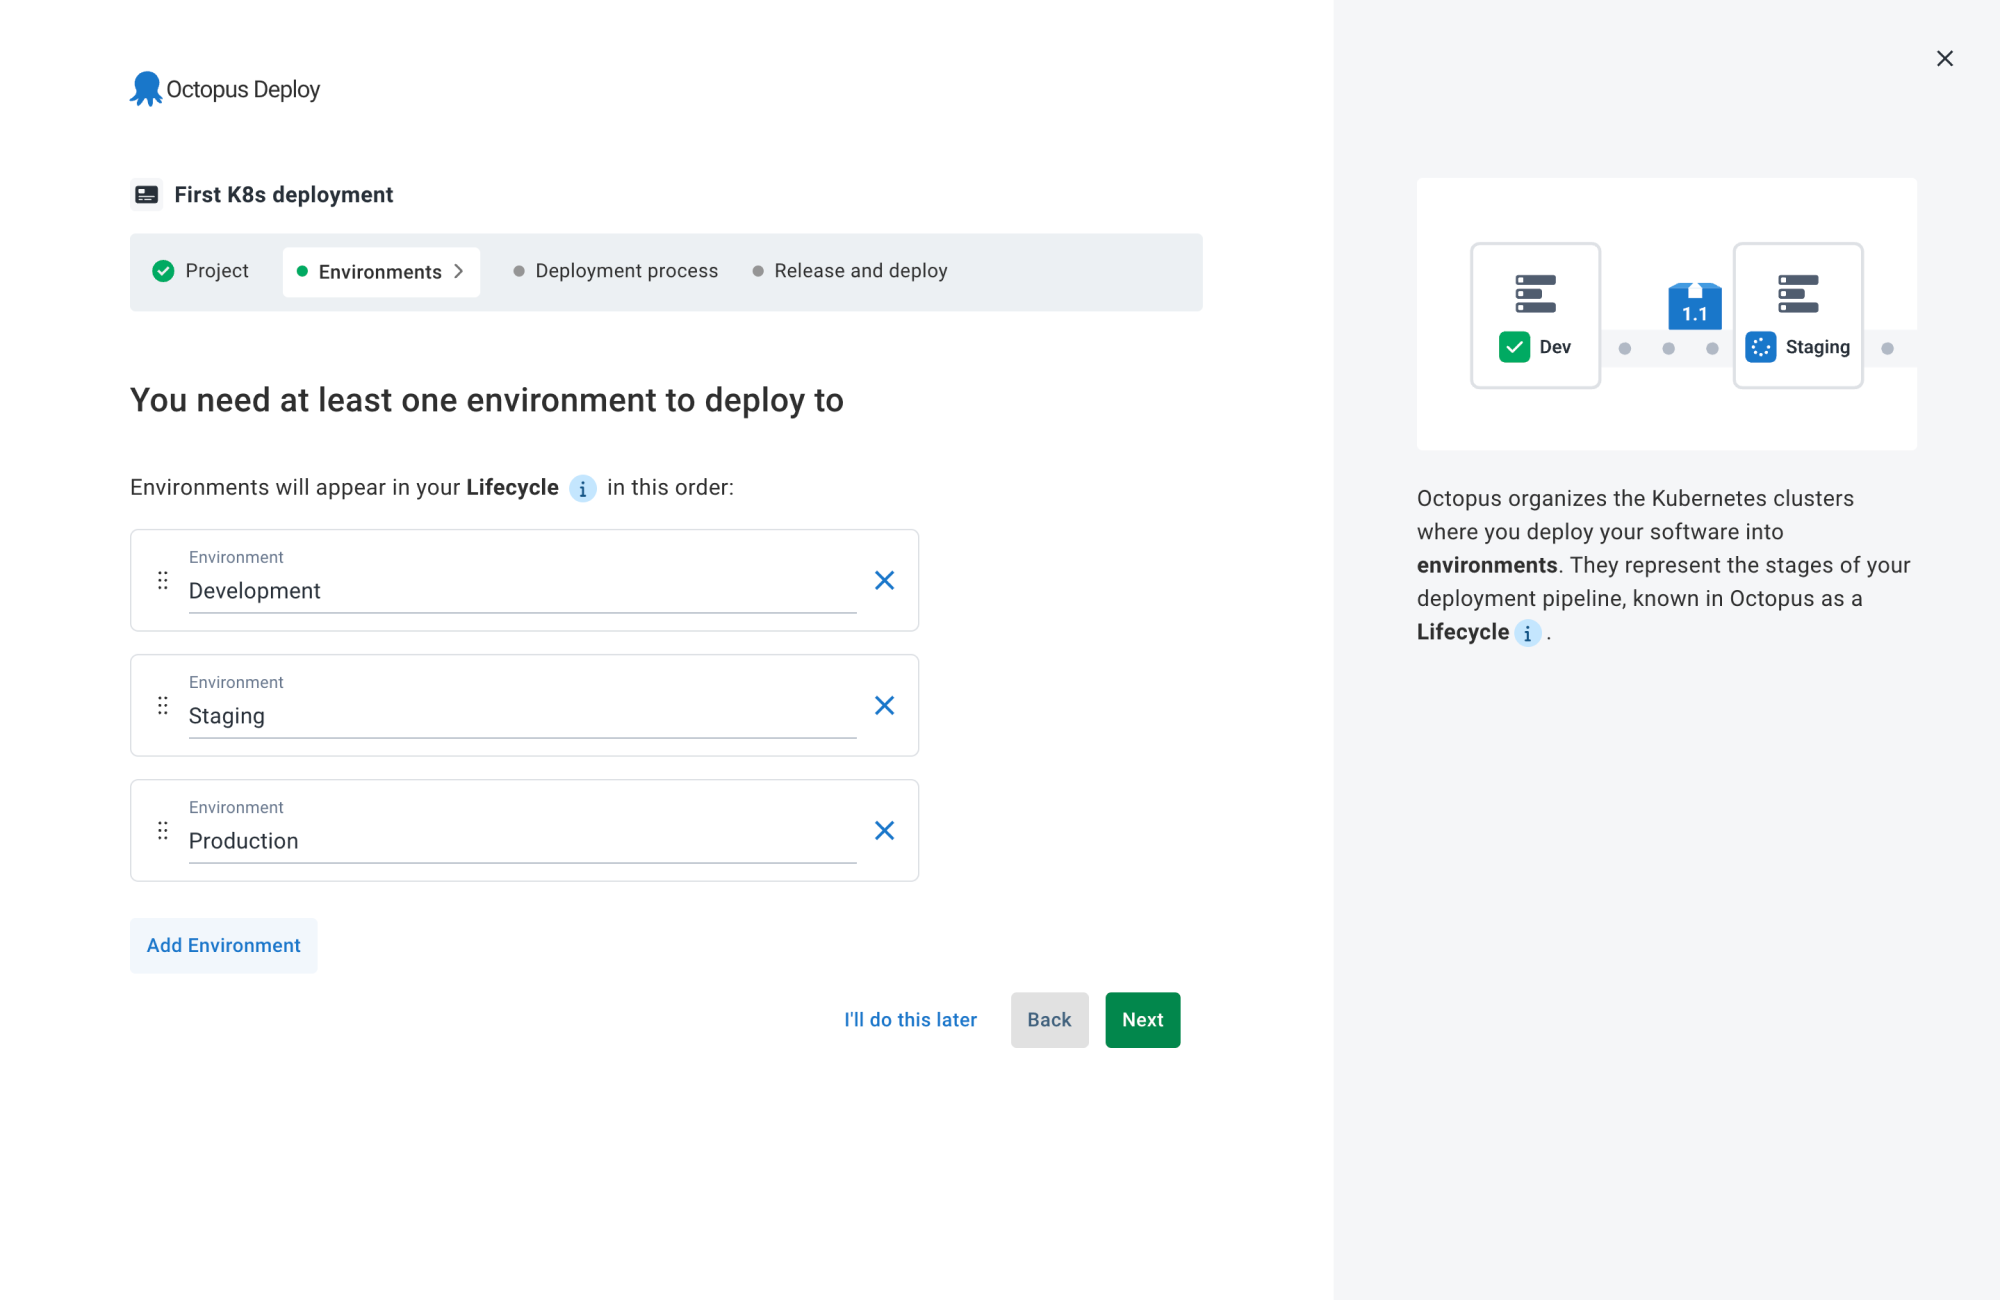 Octopus Deploy
First K8s deployment
Project
Environments
Deployment process
Release and deploy
You need at least one environment to deploy to
Environments will appear in your Lifecycle i in this order:
Environment
Development
Environment
Staging
Environment
Production
Add Environment
I'll do this later
Back
Next
1.1
Dev
Staging
Octopus organizes the Kubernetes clusters
where you deploy your software into
environments. They represent the stages of your
deployment pipeline, known in Octopus as a
Lifecycle i .